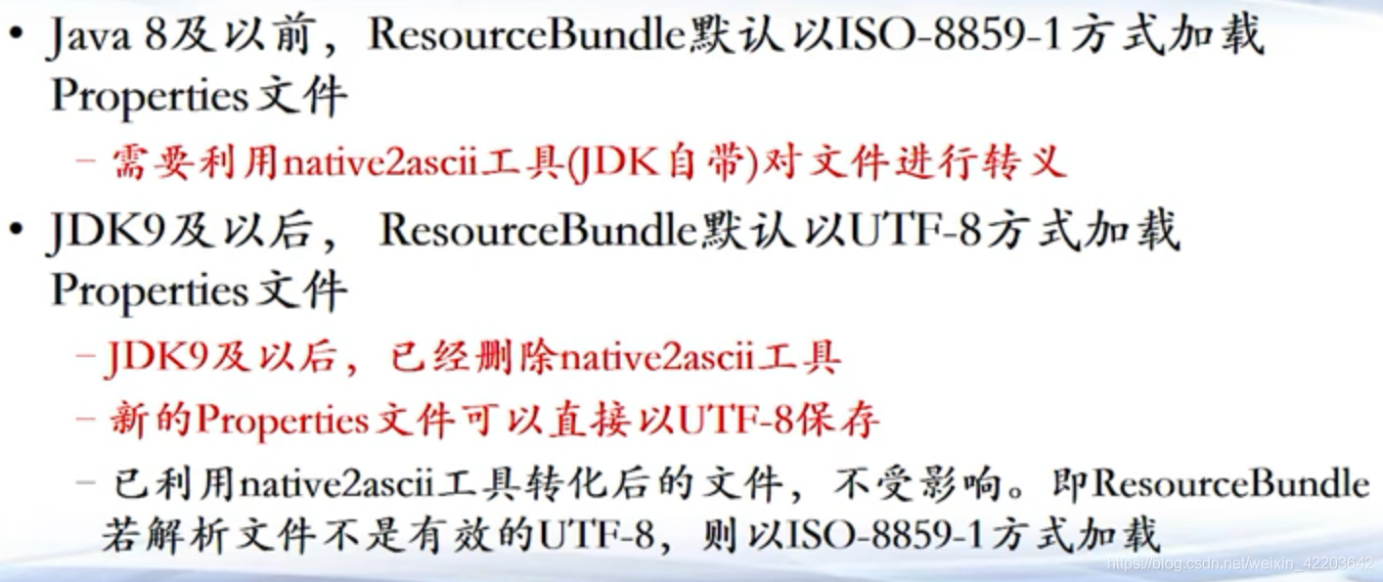 • Java 8及以前，ResourceBundle默认以ISO-8859-1方式加载
Properties文件
– 需要利用native2ascii工具(JDK自带)对文件进行转义
• JDK9及以后， ResourceBundle默认以UTF-8方式加载
Properties文件
– JDK9及以后，已经删除native2ascii工具
– 新的Properties文件可以直接以UTF-8保存
– 已利用native2ascii工具转化后的文件，不受影响。即ResourceBundle
若解析文件不是有效的UTF-8，则以ISO-8859-1方式加载
https://blog.csdn.net/weixin_42203642